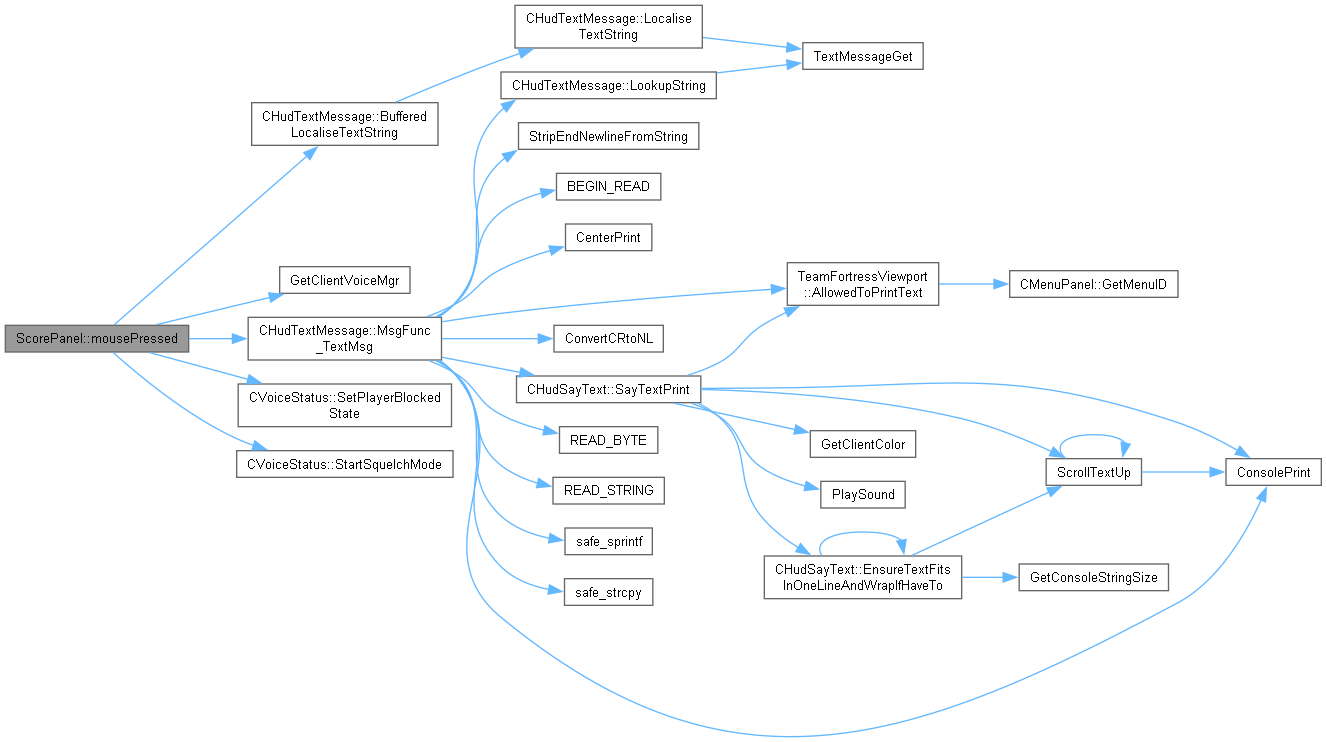 CHudTextMessage::Localise
TextString
TextMessageGet
CHudTextMessage::LookupString
CHudTextMessage::Buffered
LocaliseTextString
StripEndNewlineFromString
BEGIN_READ
CenterPrint
GetClientVoiceMgr
TeamFortressViewport
::AllowedToPrintText
CMenuPanel::GetMenuID
ScorePanel::mousePressed
CHudTextMessage::MsgFunc
_TextMsg
ConvertCRtoNL
CHudSayText::SayTextPrint
CVoiceStatus::SetPlayerBlocked
State
READ_BYTE
GetClientColor
CVoiceStatus::StartSquelchMode
ScrollTextUp
ConsolePrint
READ_STRING
PlaySound
safe_sprintf
CHudSayText::EnsureTextFits
InOneLineAndWrapIfHaveTo
GetConsoleStringSize
safe_strcpy